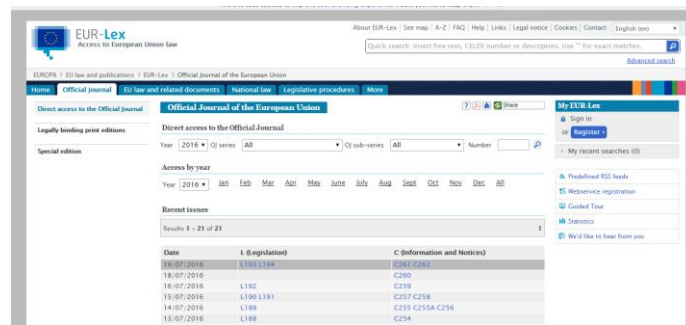 About EUR-Lex | Site map | A-Z | FAQ | Help | Links | Legal notice | Cookies | Contact | English (en)
EUR-Lex
Access to European Union law
Quick search: insert free text, CELEX number or descriptors. Use "" for exact matches.
Advanced search
EUROPA > EU law and publications > EUR-Lex > Official Journal of the European Union
Home Official Journal EU law and related documents National law Legislative procedures More
Direct access to the Official Journal
Legally binding print editions
Special edition
Official Journal of the European Union
Share
Direct access to the Official Journal
Year 2016 OJ series All OJ sub-series All Number
Access by year
Year 2016 Jan Feb Mar Apr May June July Aug Sept Oct Nov Dec All
Recent issues
Results 1 - 21 of 21 1
Date L (Legislation) C (Information and Notices)
19/07/2016 L193 L194 C261 C262
18/07/2016 C260
16/07/2016 L192 C259
15/07/2016 L190 L191 C257 C258
14/07/2016 L189 C255 C255A C256
13/07/2016 L188 C254
My EUR-Lex
Sign in
or Register
My recent searches (0)
Predefined RSS feeds
Webservice registration
Guided Tour
Statistics
We'd like to hear from you